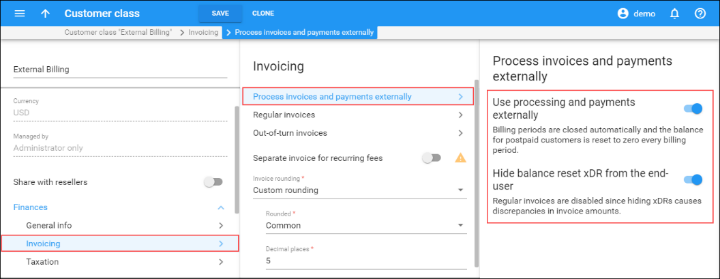 Customer class
SAVE
CLONE
demo
Customer class "External Billing" > Invoicing > Process invoices and payments externally
External Billing
Currency
USD
Managed by
Administrator only
Share with resellers
Finances
General info
Invoicing
Taxation
Invoicing
Process invoices and payments externally
Regular invoices
Out-of-turn invoices
Separate invoice for recurring fees
Invoice rounding *
Custom rounding
Rounded *
Common
Decimal places *
5
Process invoices and payments
externally
Use processing and payments
externally
Billing periods are closed automatically and the balance
for postpaid customers is reset to zero every billing
period.
Hide balance reset xDR from the end-
user
Regular invoices are disabled since hiding xDRs causes
discrepancies in invoice amounts.